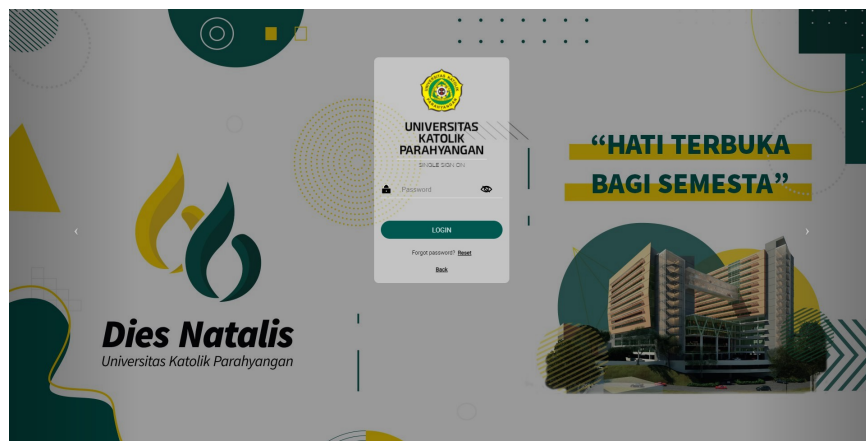 UNIVERSITAS
KATOLIK
PARAHYANGAN
SINGLE SIGN ON
Password
LOGIN
Forgot password? Reset
Back
Dies Natalis
Universitas Katolik Parahyangan
“HATI TERBUKA
BAGI SEMESTA”